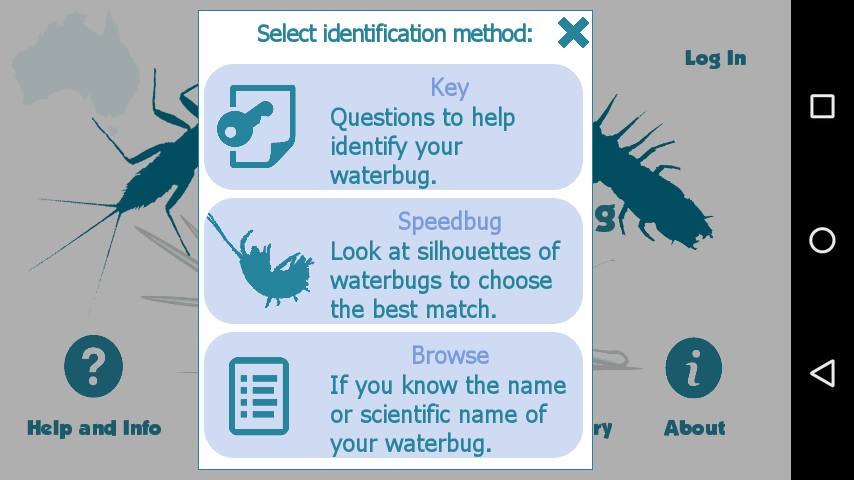 Select identification method:
Log In
Key
Questions to help
identify your
waterbug.
Speedbug
Look at silhouettes of
waterbugs to choose
the best match.
Browse
If you know the name
or scientific name of
your waterbug.
Help and Info
About